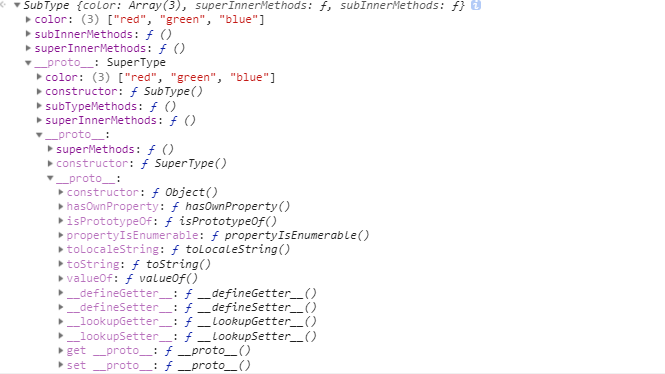 SubType {color: Array(3), superInnerMethods: ƒ, subInnerMethods: ƒ}
color: (3) ["red", "green", "blue"]
subInnerMethods: ƒ ()
superInnerMethods: ƒ ()
__proto__: SuperType
color: (3) ["red", "green", "blue"]
constructor: ƒ SubType()
subTypeMethods: ƒ ()
superInnerMethods: ƒ ()
__proto__:
superMethods: ƒ ()
constructor: ƒ SuperType()
__proto__:
constructor: ƒ Object()
hasOwnProperty: ƒ hasOwnProperty()
isPrototypeOf: ƒ isPrototypeOf()
propertyIsEnumerable: ƒ propertyIsEnumerable()
toLocaleString: ƒ toLocaleString()
toString: ƒ toString()
valueOf: ƒ valueOf()
__defineGetter__: ƒ __defineGetter__()
__defineSetter__: ƒ __defineSetter__()
__lookupGetter__: ƒ __lookupGetter__()
__lookupSetter__: ƒ __lookupSetter__()
get __proto__: ƒ __proto__()
set __proto__: ƒ __proto__()